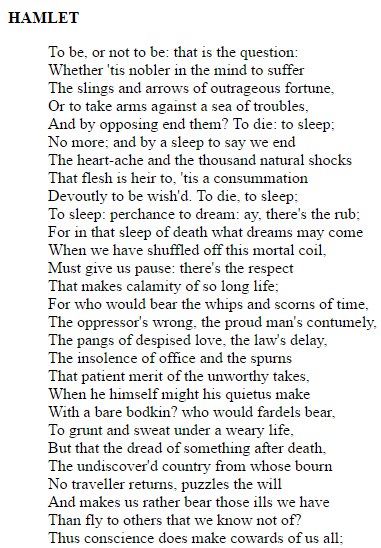 HAMLET
To be, or not to be: that is the question:
Whether 'tis nobler in the mind to suffer
The slings and arrows of outrageous fortune,
Or to take arms against a sea of troubles,
And by opposing end them? To die: to sleep;
No more; and by a sleep to say we end
The heart-ache and the thousand natural shocks
That flesh is heir to, 'tis a consummation
Devoutly to be wish'd. To die, to sleep;
To sleep: perchance to dream: ay, there's the rub;
For in that sleep of death what dreams may come
When we have shuffled off this mortal coil,
Must give us pause: there's the respect
That makes calamity of so long life;
For who would bear the whips and scorns of time,
The oppressor's wrong, the proud man's contumely,
The pangs of despised love, the law's delay,
The insolence of office and the spurns
That patient merit of the unworthy takes,
When he himself might his quietus make
With a bare bodkin? who would fardels bear,
To grunt and sweat under a weary life,
But that the dread of something after death,
The undiscover'd country from whose bourn
No traveller returns, puzzles the will
And makes us rather bear those ills we have
Than fly to others that we know not of?
Thus conscience does make cowards of us all;